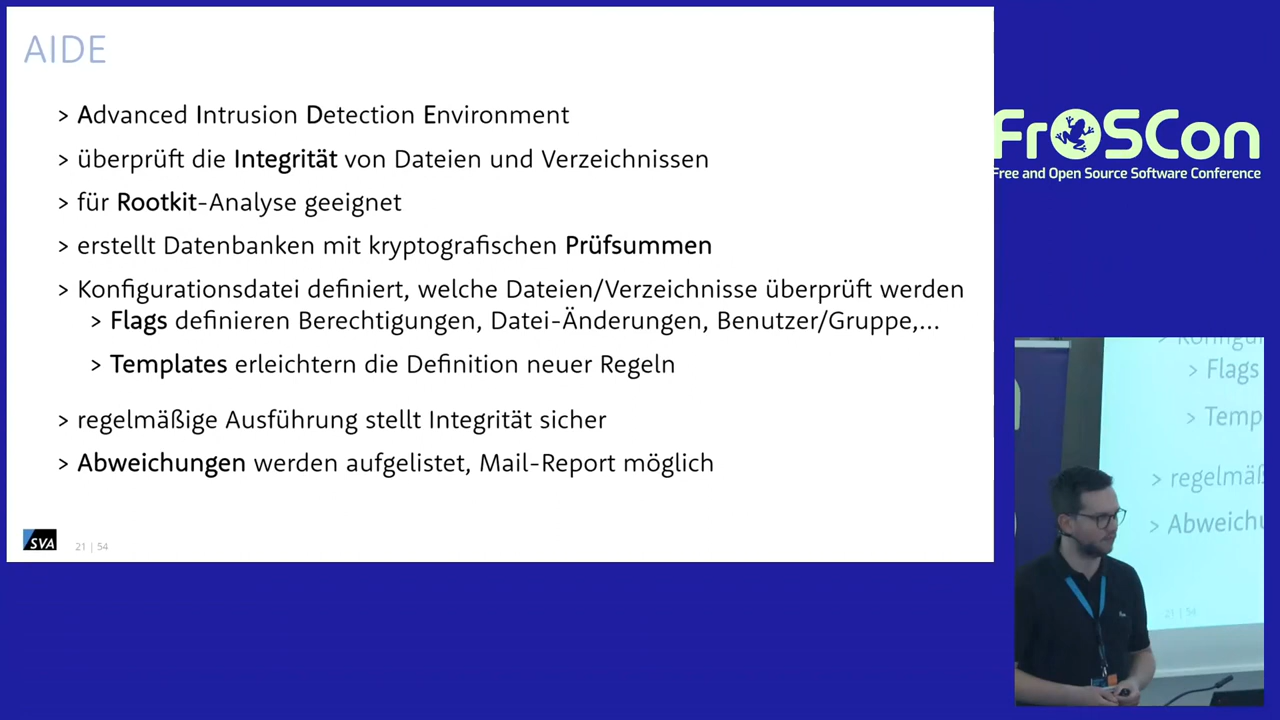 AIDE
> Advanced Intrusion Detection Environment
> überprüft die Integrität von Dateien und Verzeichnissen
> für Rootkit-Analyse geeignet
> erstellt Datenbanken mit kryptografischen Prüfsummen
> Konfigurationsdatei definiert, welche Dateien/Verzeichnisse überprüft werden
> Flags definieren Berechtigungen, Datei-Änderungen, Benutzer/Gruppe,...
> Templates erleichtern die Definition neuer Regeln
> regelmäßige Ausführung stellt Integrität sicher
> Abweichungen werden aufgelistet, Mail-Report möglich
SVA
21 | 54
FrOSCon
Free and Open Source Software Conference
> Flags
> Temp
> regelmäß
> Abweichu
21 | 54